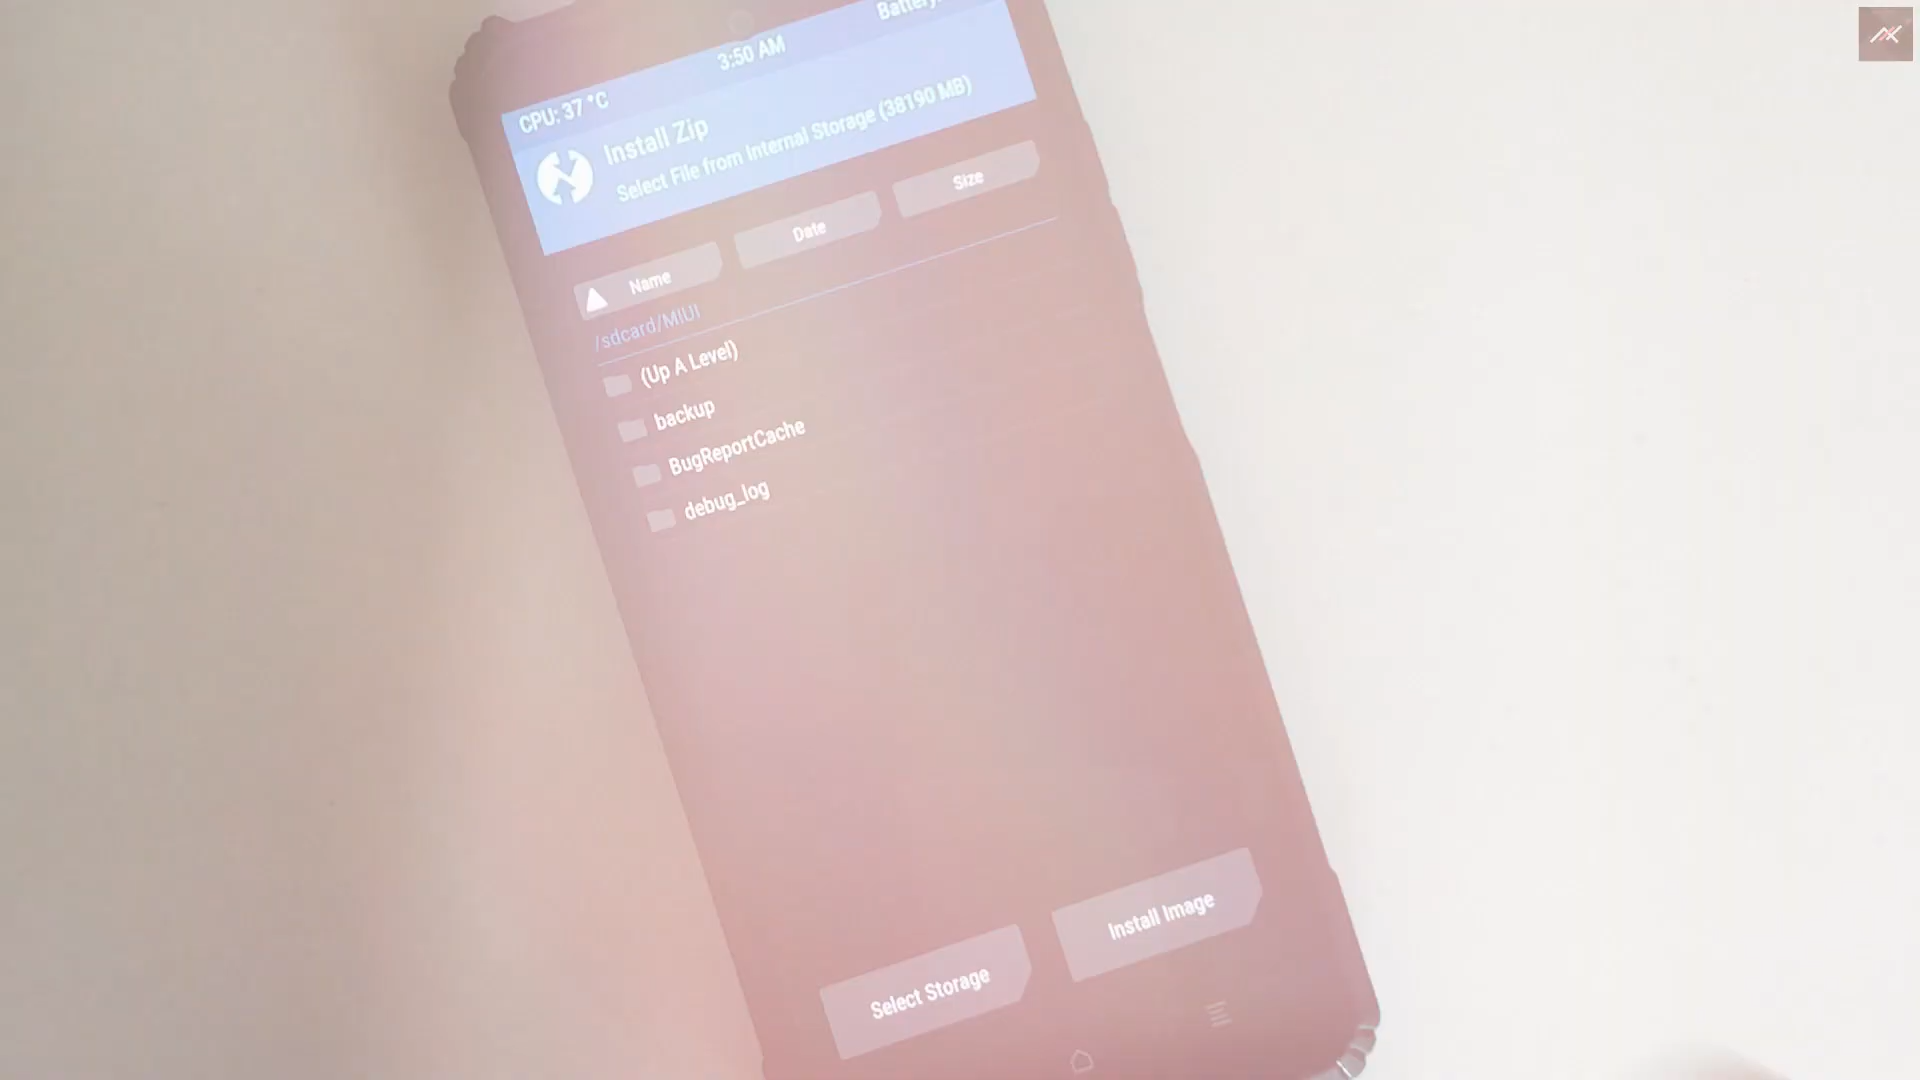 Battery:
3:50 AM
CPU: 37 °C
Install Zip
Select File from Internal Storage (38190 MB)
Name
Date
Size
/sdcard/MIUI
(Up A Level)
backup
BugReportCache
debug_log
Select Storage
Install Image